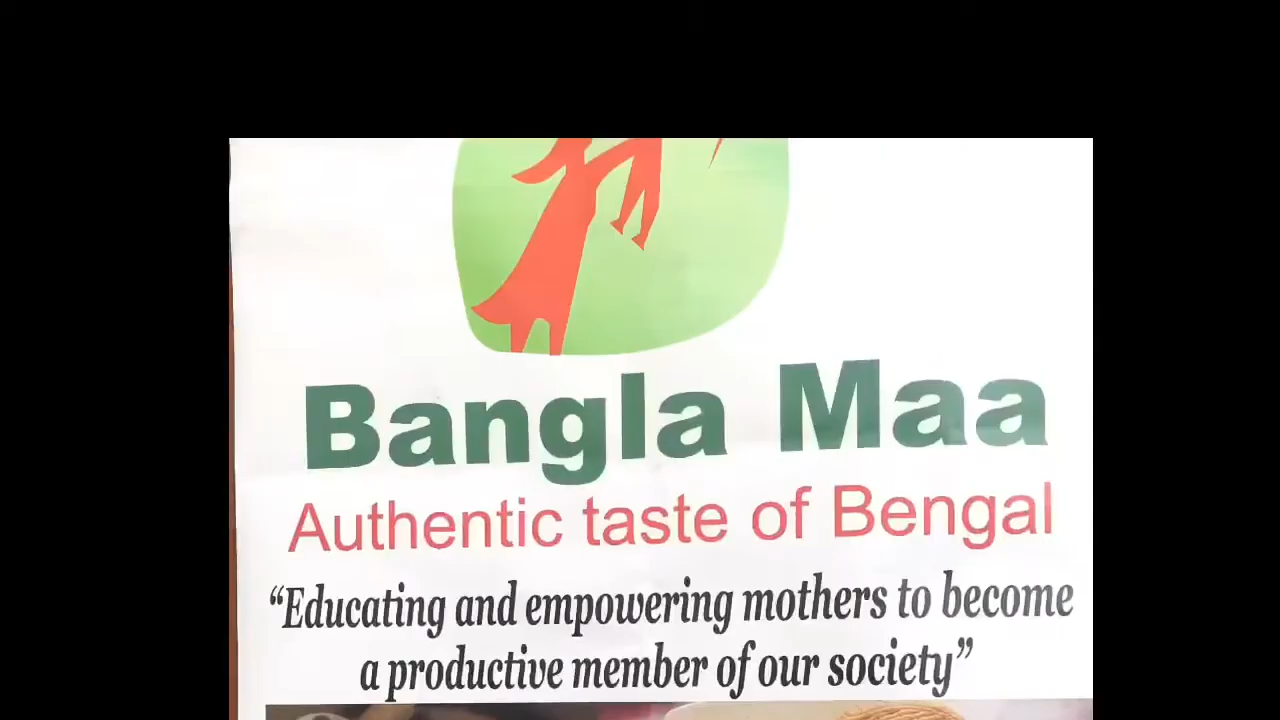 Bangla Maa
Authentic taste of Bengal
“Educating and empowering mothers to become
a productive member of our society”